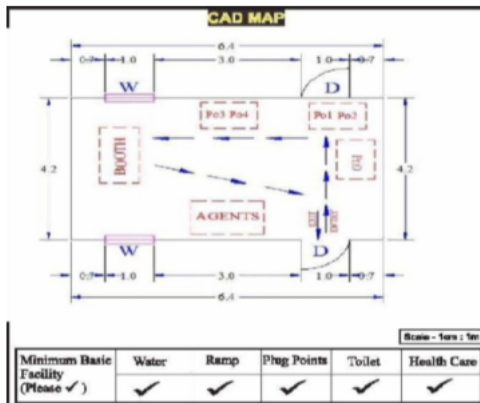 CAD MAP
6.4
0.7 1.0 3.0 1.0 0.7
W D
Po3 Po4 Po1 Po2
4.2 BOOTH 4.2
AGENTS
W D
0.7 1.0 3.0 1.0 0.7
6.4
Scale - 1cm : 1m
Minimum Basic Facility (Please ✓) Water Ramp Plug Points Toilet Health Care
✓ ✓ ✓ ✓ ✓